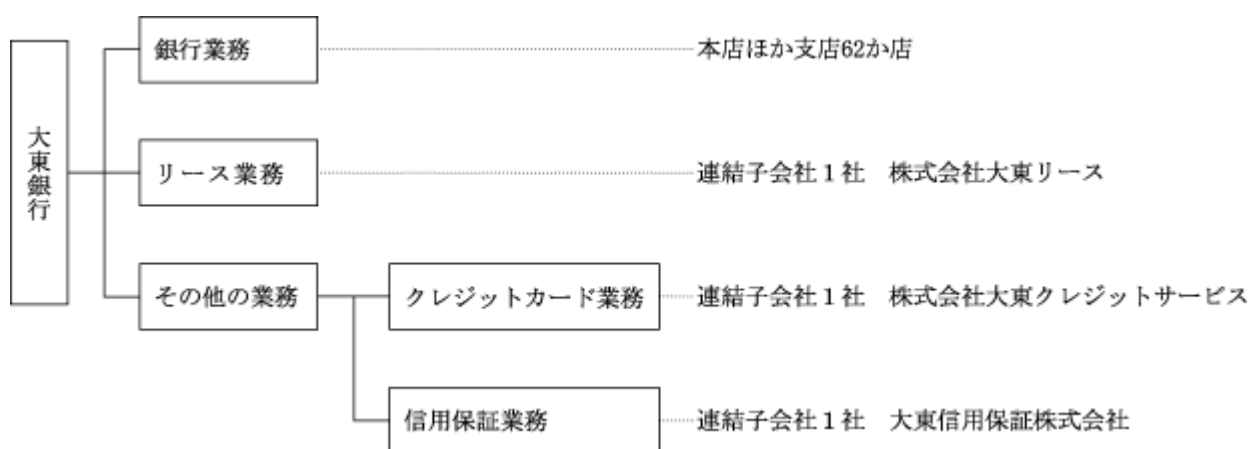 大東銀行
銀行業務 本店ほか支店62か店
リース業務 連結子会社１社　株式会社大東リース
その他の業務 クレジットカード業務 連結子会社１社　株式会社大東クレジットサービス
信用保証業務 連結子会社１社　大東信用保証株式会社